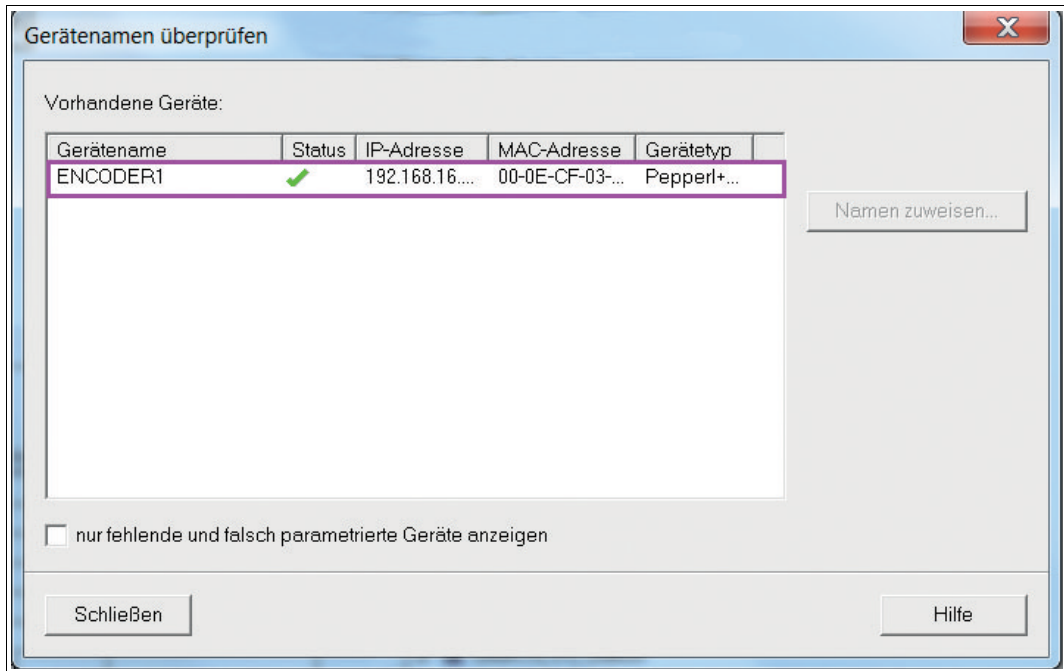 Gerätenamen überprüfen
Vorhandene Geräte:
Gerätename Status IP-Adresse MAC-Adresse Gerätetyp
ENCODER1 192.168.16.... 00-0E-CF-03-... Pepperl+...
Namen zuweisen...
nur fehlende und falsch parametrierte Geräte anzeigen
Schließen Hilfe